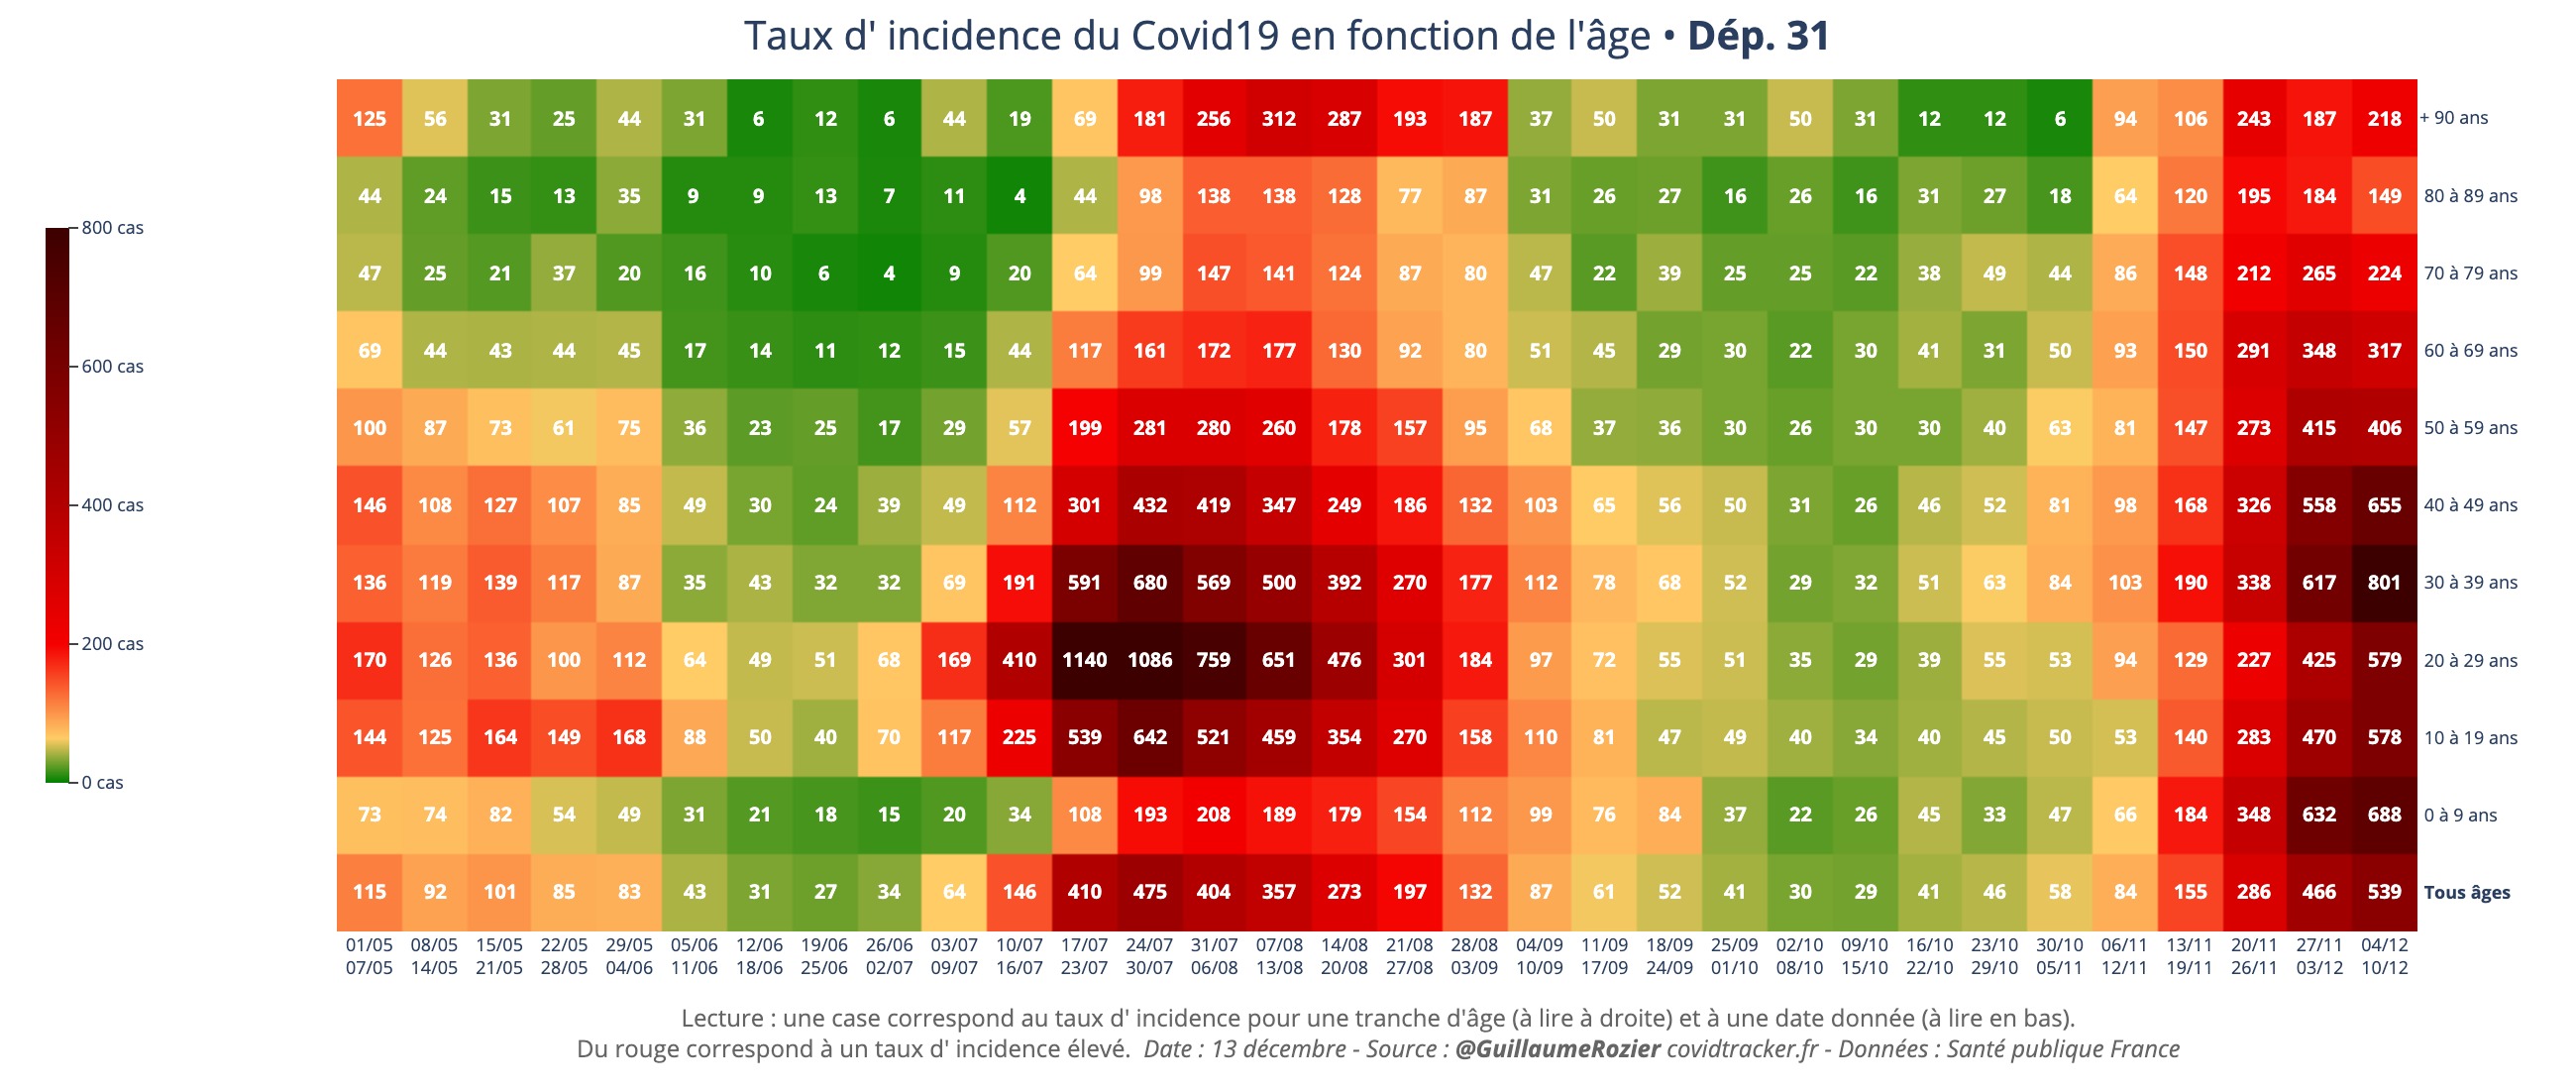 Taux d' incidence du Covid19 en fonction de l'âge • Dép. 31
800 cas
600 cas
400 cas
200 cas
0 cas
125 56 31 25 44 31 6 12 6 44 19 69 181 256 312 287 193 187 37 50 31 31 50 31 12 12 6 94 106 243 187 218 + 90 ans
44 24 15 13 35 9 9 13 7 11 4 44 98 138 138 128 77 87 31 26 27 16 26 16 31 27 18 64 120 195 184 149 80 à 89 ans
47 25 21 37 20 16 10 6 4 9 20 64 99 147 141 124 87 80 47 22 39 25 25 22 38 49 44 86 148 212 265 224 70 à 79 ans
69 44 43 44 45 17 14 11 12 15 44 117 161 172 177 130 92 80 51 45 29 30 22 30 41 31 50 93 150 291 348 317 60 à 69 ans
100 87 73 61 75 36 23 25 17 29 57 199 281 280 260 178 157 95 68 37 36 30 26 30 30 40 63 81 147 273 415 406 50 à 59 ans
146 108 127 107 85 49 30 24 39 49 112 301 432 419 347 249 186 132 103 65 56 50 31 26 46 52 81 98 168 326 558 655 40 à 49 ans
136 119 139 117 87 35 43 32 32 69 191 591 680 569 500 392 270 177 112 78 68 52 29 32 51 63 84 103 190 338 617 801 30 à 39 ans
170 126 136 100 112 64 49 51 68 169 410 1140 1086 759 651 476 301 184 97 72 55 51 35 29 39 55 53 94 129 227 425 579 20 à 29 ans
144 125 164 149 168 88 50 40 70 117 225 539 642 521 459 354 270 158 110 81 47 49 40 34 40 45 50 53 140 283 470 578 10 à 19 ans
73 74 82 54 49 31 21 18 15 20 34 108 193 208 189 179 154 112 99 76 84 37 22 26 45 33 47 66 184 348 632 688 0 à 9 ans
115 92 101 85 83 43 31 27 34 64 146 410 475 404 357 273 197 132 87 61 52 41 30 29 41 46 58 84 155 286 466 539 Tous âges
01/05 08/05 15/05 22/05 29/05 05/06 12/06 19/06 26/06 03/07 10/07 17/07 24/07 31/07 07/08 14/08 21/08 28/08 04/09 11/09 18/09 25/09 02/10 09/10 16/10 23/10 30/10 06/11 13/11 20/11 27/11 04/12
07/05 14/05 21/05 28/05 04/06 11/06 18/06 25/06 02/07 09/07 16/07 23/07 30/07 06/08 13/08 20/08 27/08 03/09 10/09 17/09 24/09 01/10 08/10 15/10 22/10 29/10 05/11 12/11 19/11 26/11 03/12 10/12
Lecture : une case correspond au taux d' incidence pour une tranche d'âge (à lire à droite) et à une date donnée (à lire en bas).
Du rouge correspond à un taux d' incidence élevé. Date : 13 décembre - Source : @GuillaumeRozier covidtracker.fr - Données : Santé publique France